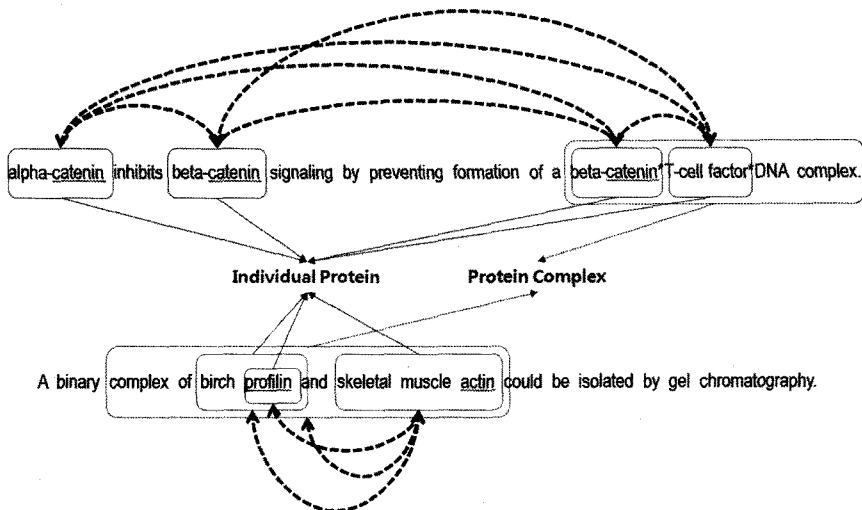 alpha-catenin inhibits beta-catenin signaling by preventing formation of a beta-catenin*T-cell factor*DNA complex.
Individual Protein Protein Complex
A binary complex of birch profilin and skeletal muscle actin could be isolated by gel chromatography.